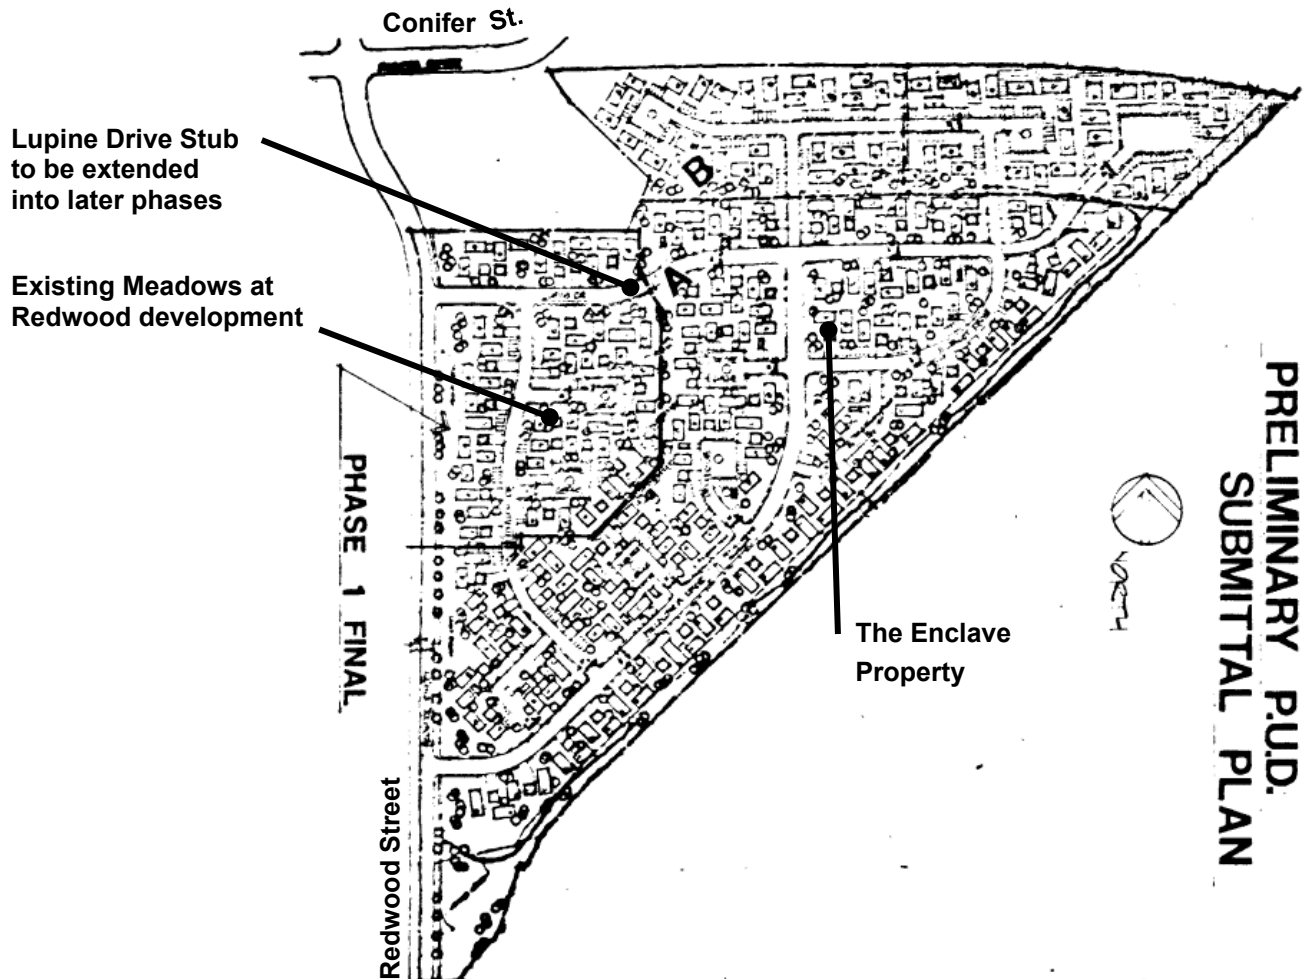 Conifer St.
Lupine Drive Stub
to be extended
into later phases
Existing Meadows at
Redwood development
B
A
PHASE 1 FINAL
The Enclave
Property
Redwood Street
NORTH
PRELIMINARY P.U.D.
SUBMITTAL PLAN